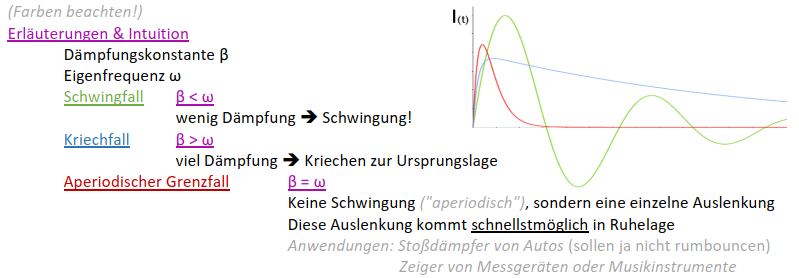 (Farben beachten!)
Erläuterungen & Intuition
Dämpfungskonstante β
Eigenfrequenz ω
Schwingfall β < ω
wenig Dämpfung ➔ Schwingung!
Kriechfall β > ω
viel Dämpfung ➔ Kriechen zur Ursprungslage
Aperiodischer Grenzfall β = ω
Keine Schwingung ("aperiodisch"), sondern eine einzelne Auslenkung
Diese Auslenkung kommt schnellstmöglich in Ruhelage
Anwendungen: Stoßdämpfer von Autos (sollen ja nicht rumbouncen)
Zeiger von Messgeräten oder Musikinstrumente
I(t)